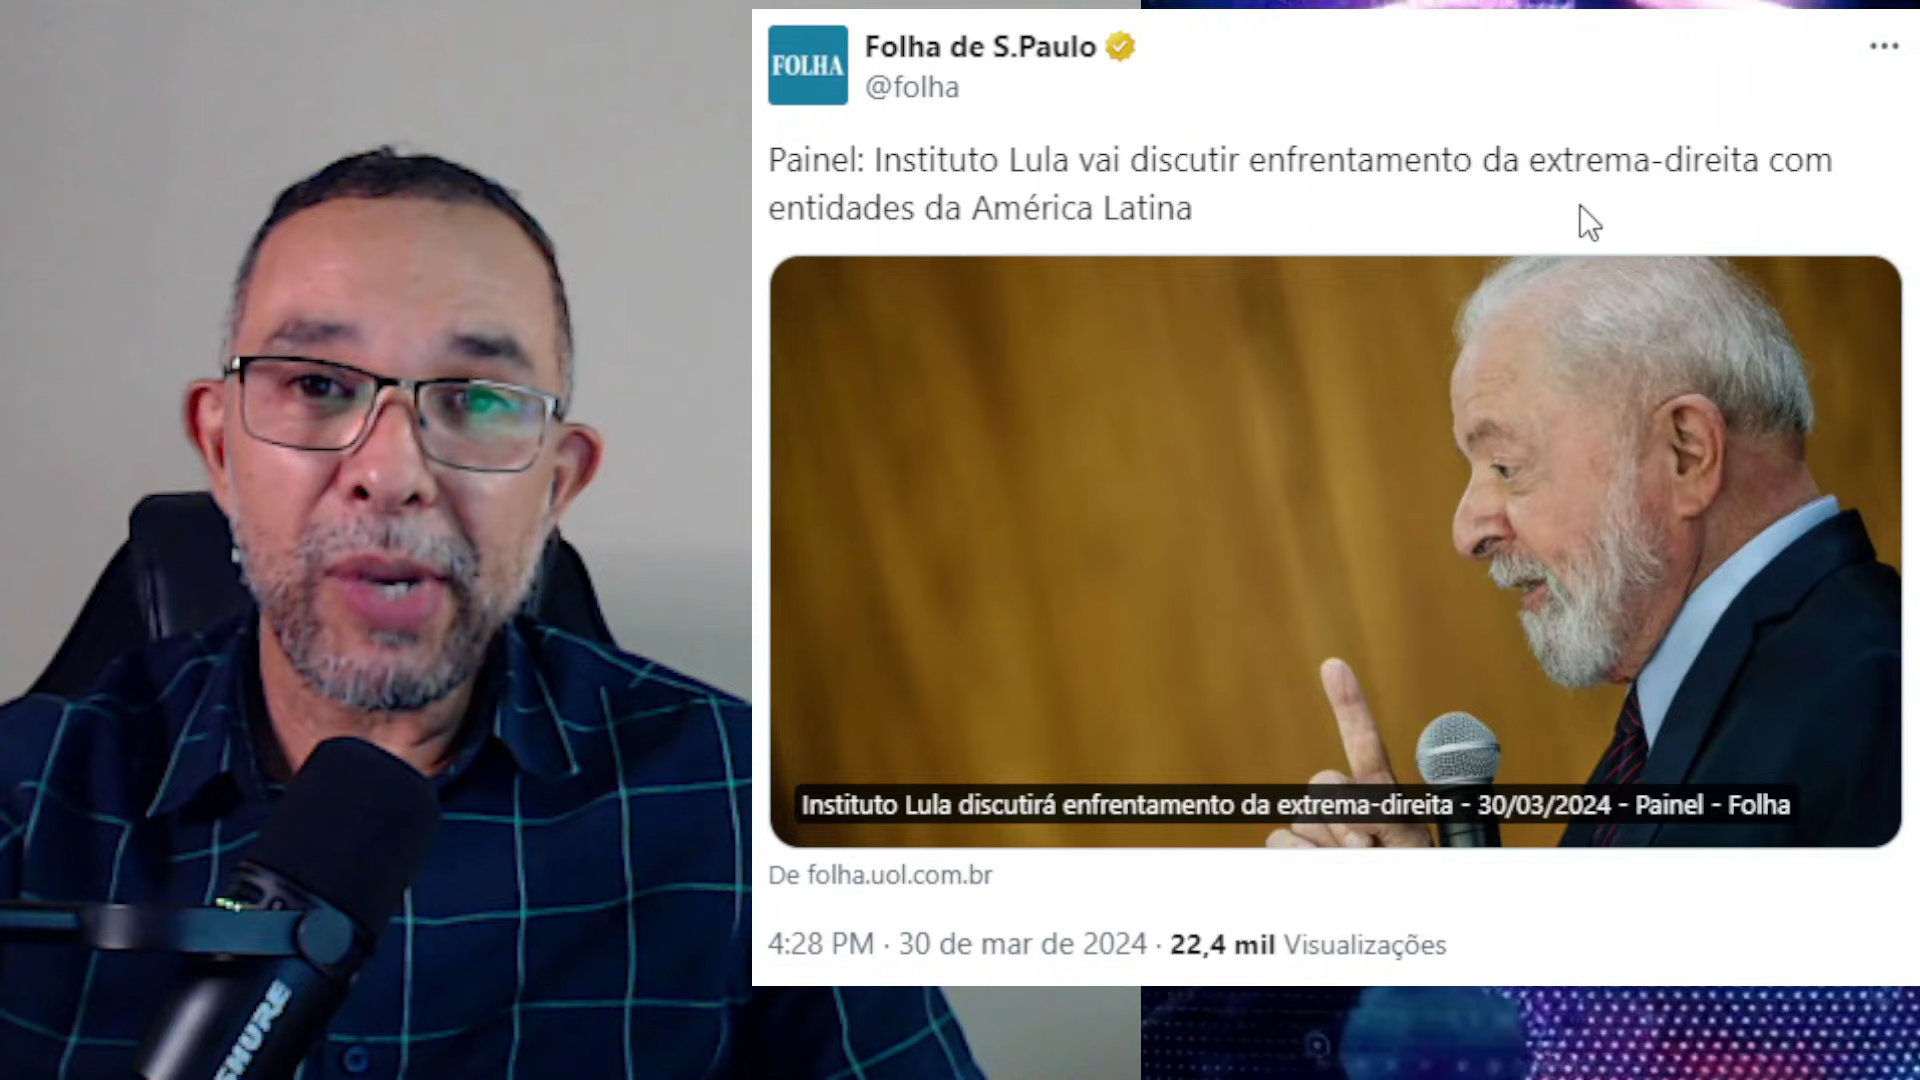 FOLHA
Folha de S.Paulo
@folha
Painel: Instituto Lula vai discutir enfrentamento da extrema-direita com
entidades da América Latina
Instituto Lula discutirá enfrentamento da extrema-direita - 30/03/2024 - Painel - Folha
De folha.uol.com.br
4:28 PM · 30 de mar de 2024 · 22,4 mil Visualizações
SHURE